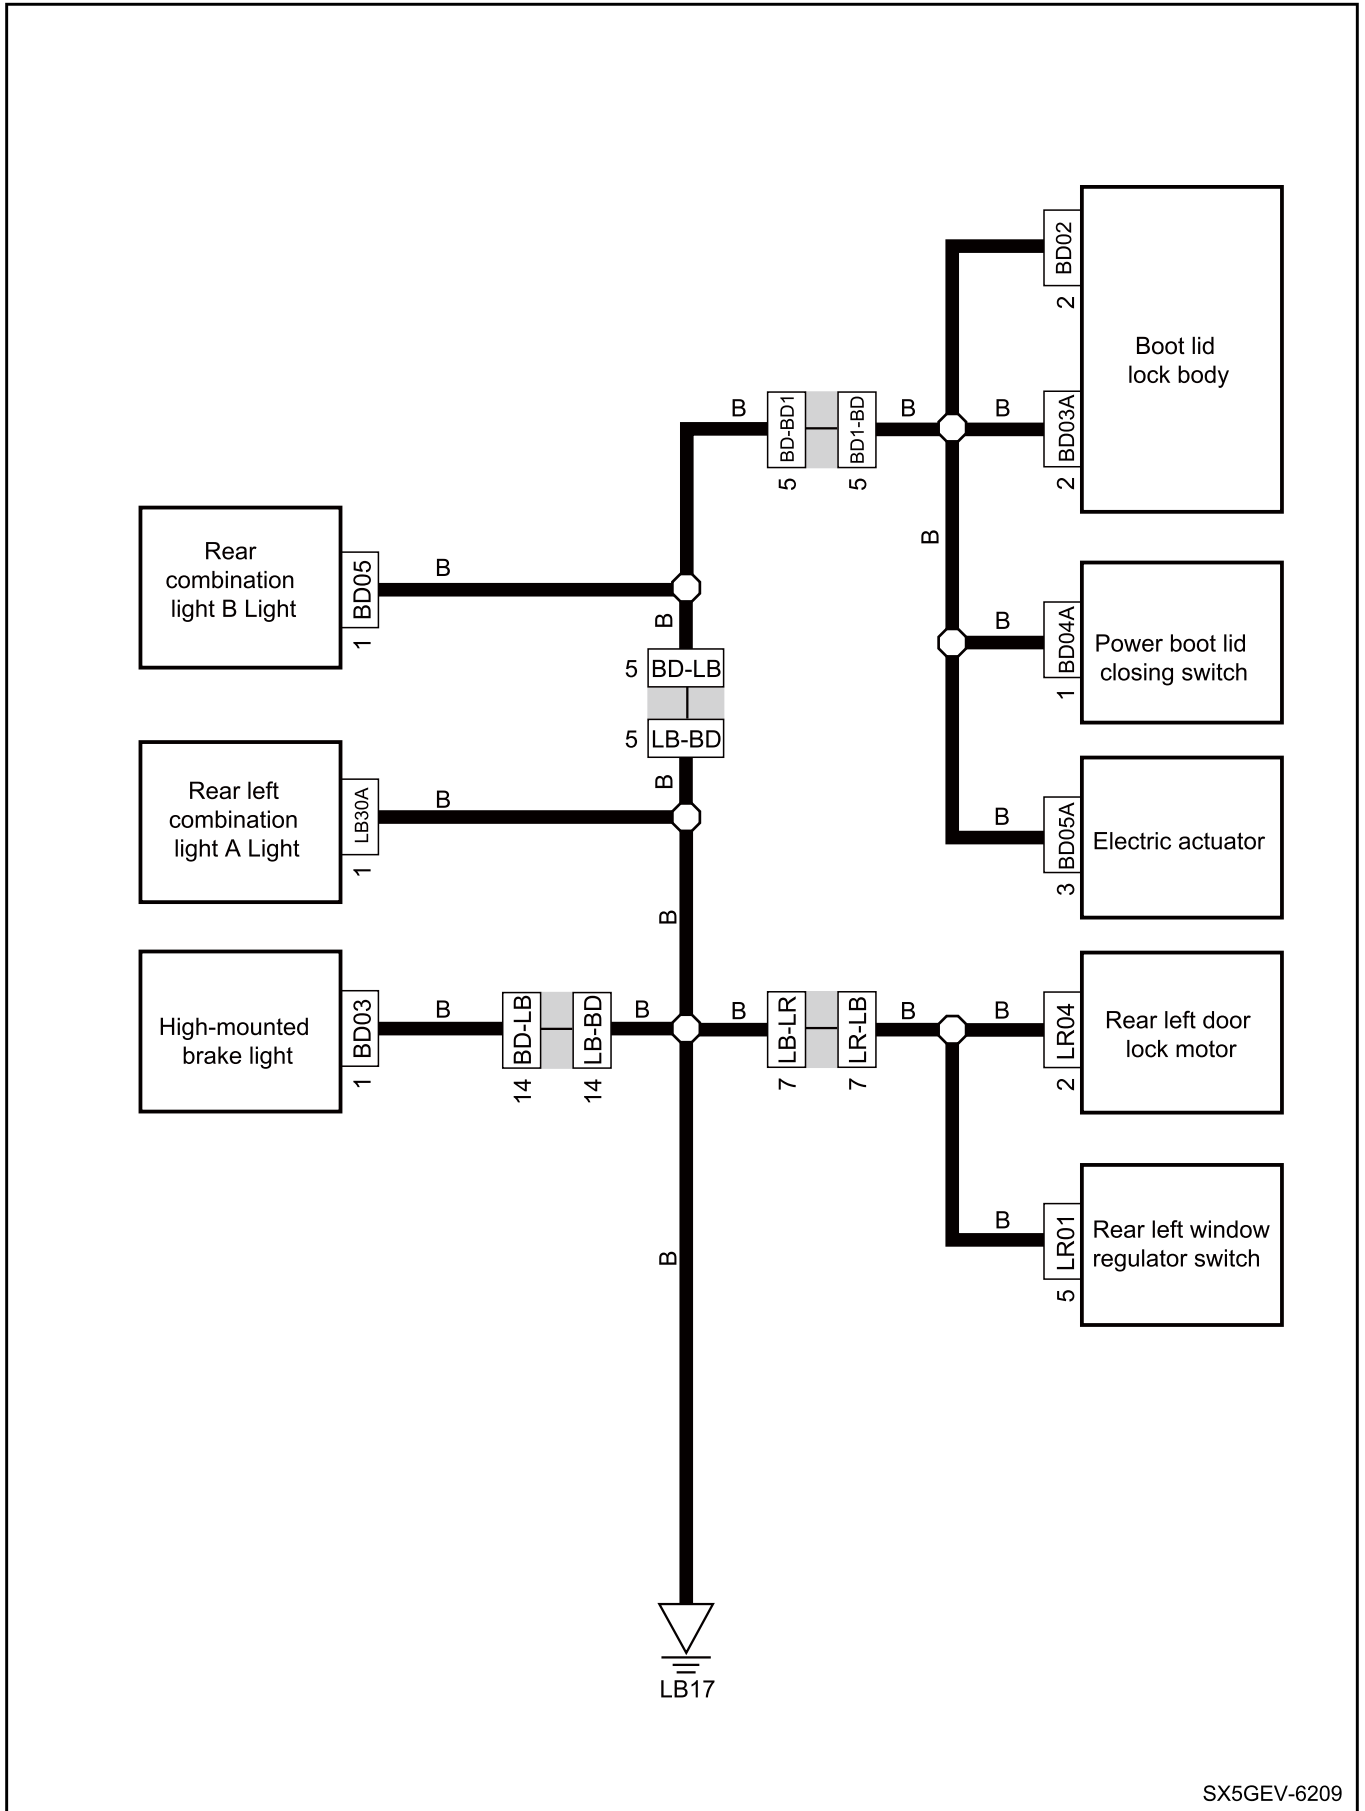 BD02
2
Boot lid
lock body
B
BD-BD1
5
BD1-BD
5
B
B
BD03A
2
B
Rear
combination
light B Light
BD05
1
B
B
5 BD-LB
5 LB-BD
B
BD04A
1
Power boot lid
closing switch
B
Rear left
combination
light A Light
LB30A
1
B
B
B
BD05A
3
Electric actuator
High-mounted
brake light
BD03
1
B
BD-LB
14
LB-BD
14
B
B
LB-LR
7
LR-LB
7
B
B
LR04
2
Rear left door
lock motor
B
B
LR01
5
Rear left window
regulator switch
LB17
SX5GEV-6209